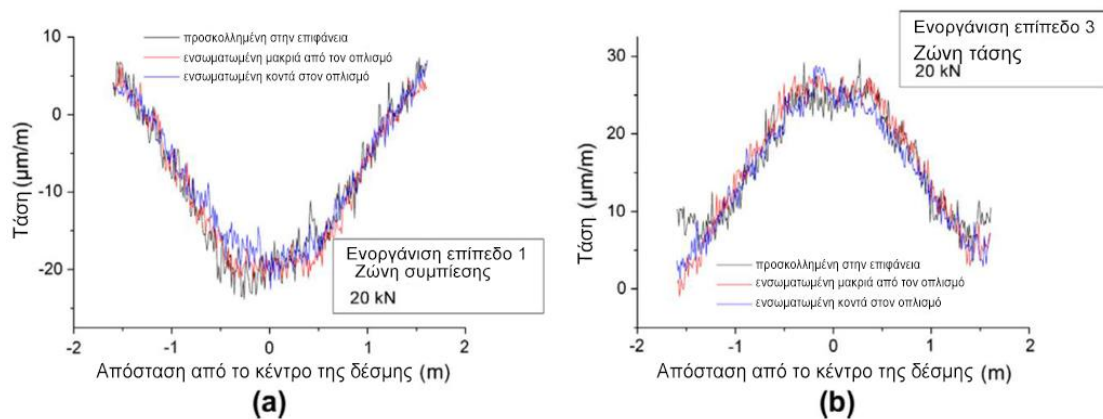 10
0
-10
-20
Τάση (μm/m)
προσκολλημένη στην επιφάνεια
ενσωματωμένη μακριά από τον οπλισμό
ενσωματωμένη κοντά στον οπλισμό
Ενοργάνιση επίπεδο 1
Ζώνη συμπίεσης
20 kN
-2 -1 0 1 2
Απόσταση από το κέντρο της δέσμης (m)
(a)
30
20
10
0
Τάση (μm/m)
Ενοργάνιση επίπεδο 3
Ζώνη τάσης
20 kN
προσκολλημένη στην επιφάνεια
ενσωματωμένη μακριά από τον οπλισμό
ενσωματωμένη κοντά στον οπλισμό
-2 -1 0 1 2
Απόσταση από το κέντρο της δέσμης (m)
(b)